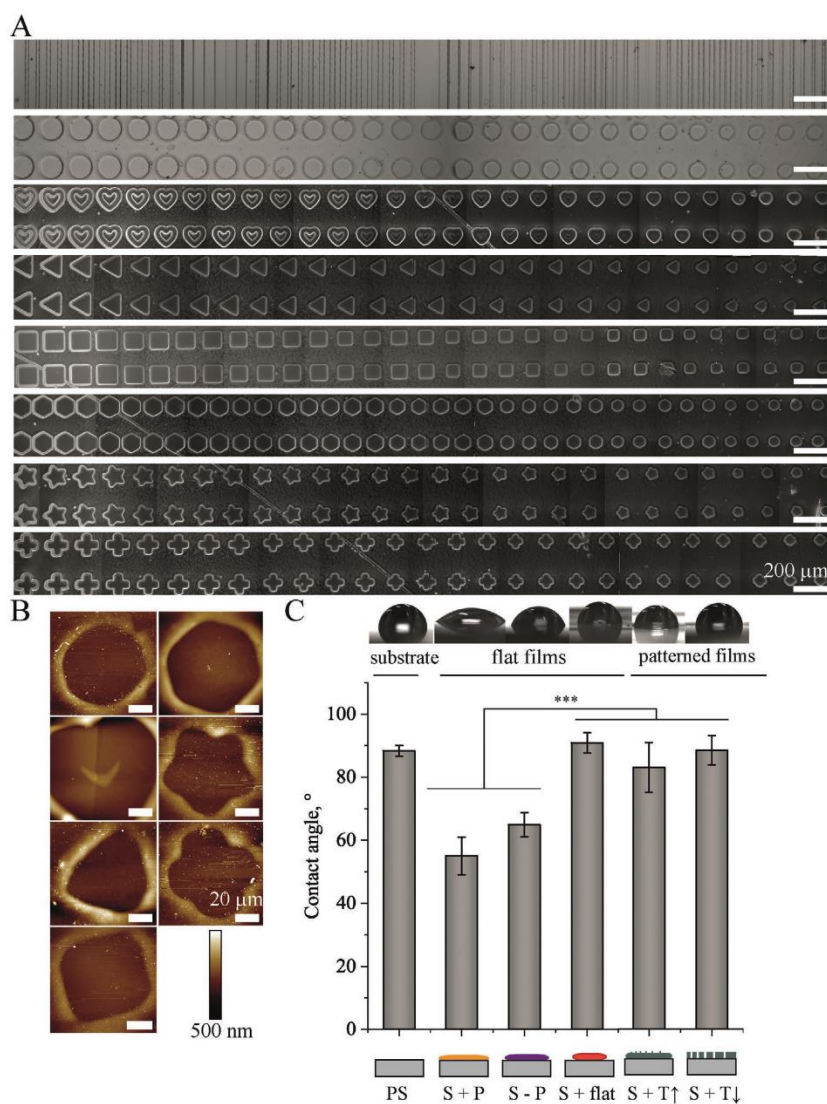 A
200 μm
B
20 μm
500 nm
C
substrate
flat films
patterned films
***
Contact angle, °
100
80
60
40
20
0
PS
S + P
S - P
S + flat
S + T↑
S + T↓